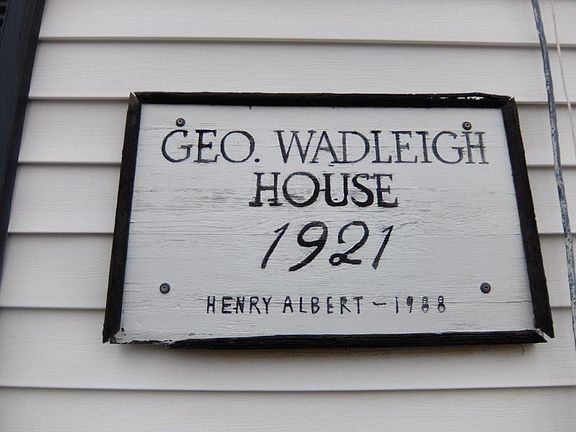 GEO. WADLEIGH
HOUSE
1921
HENRY ALBERT - 1988